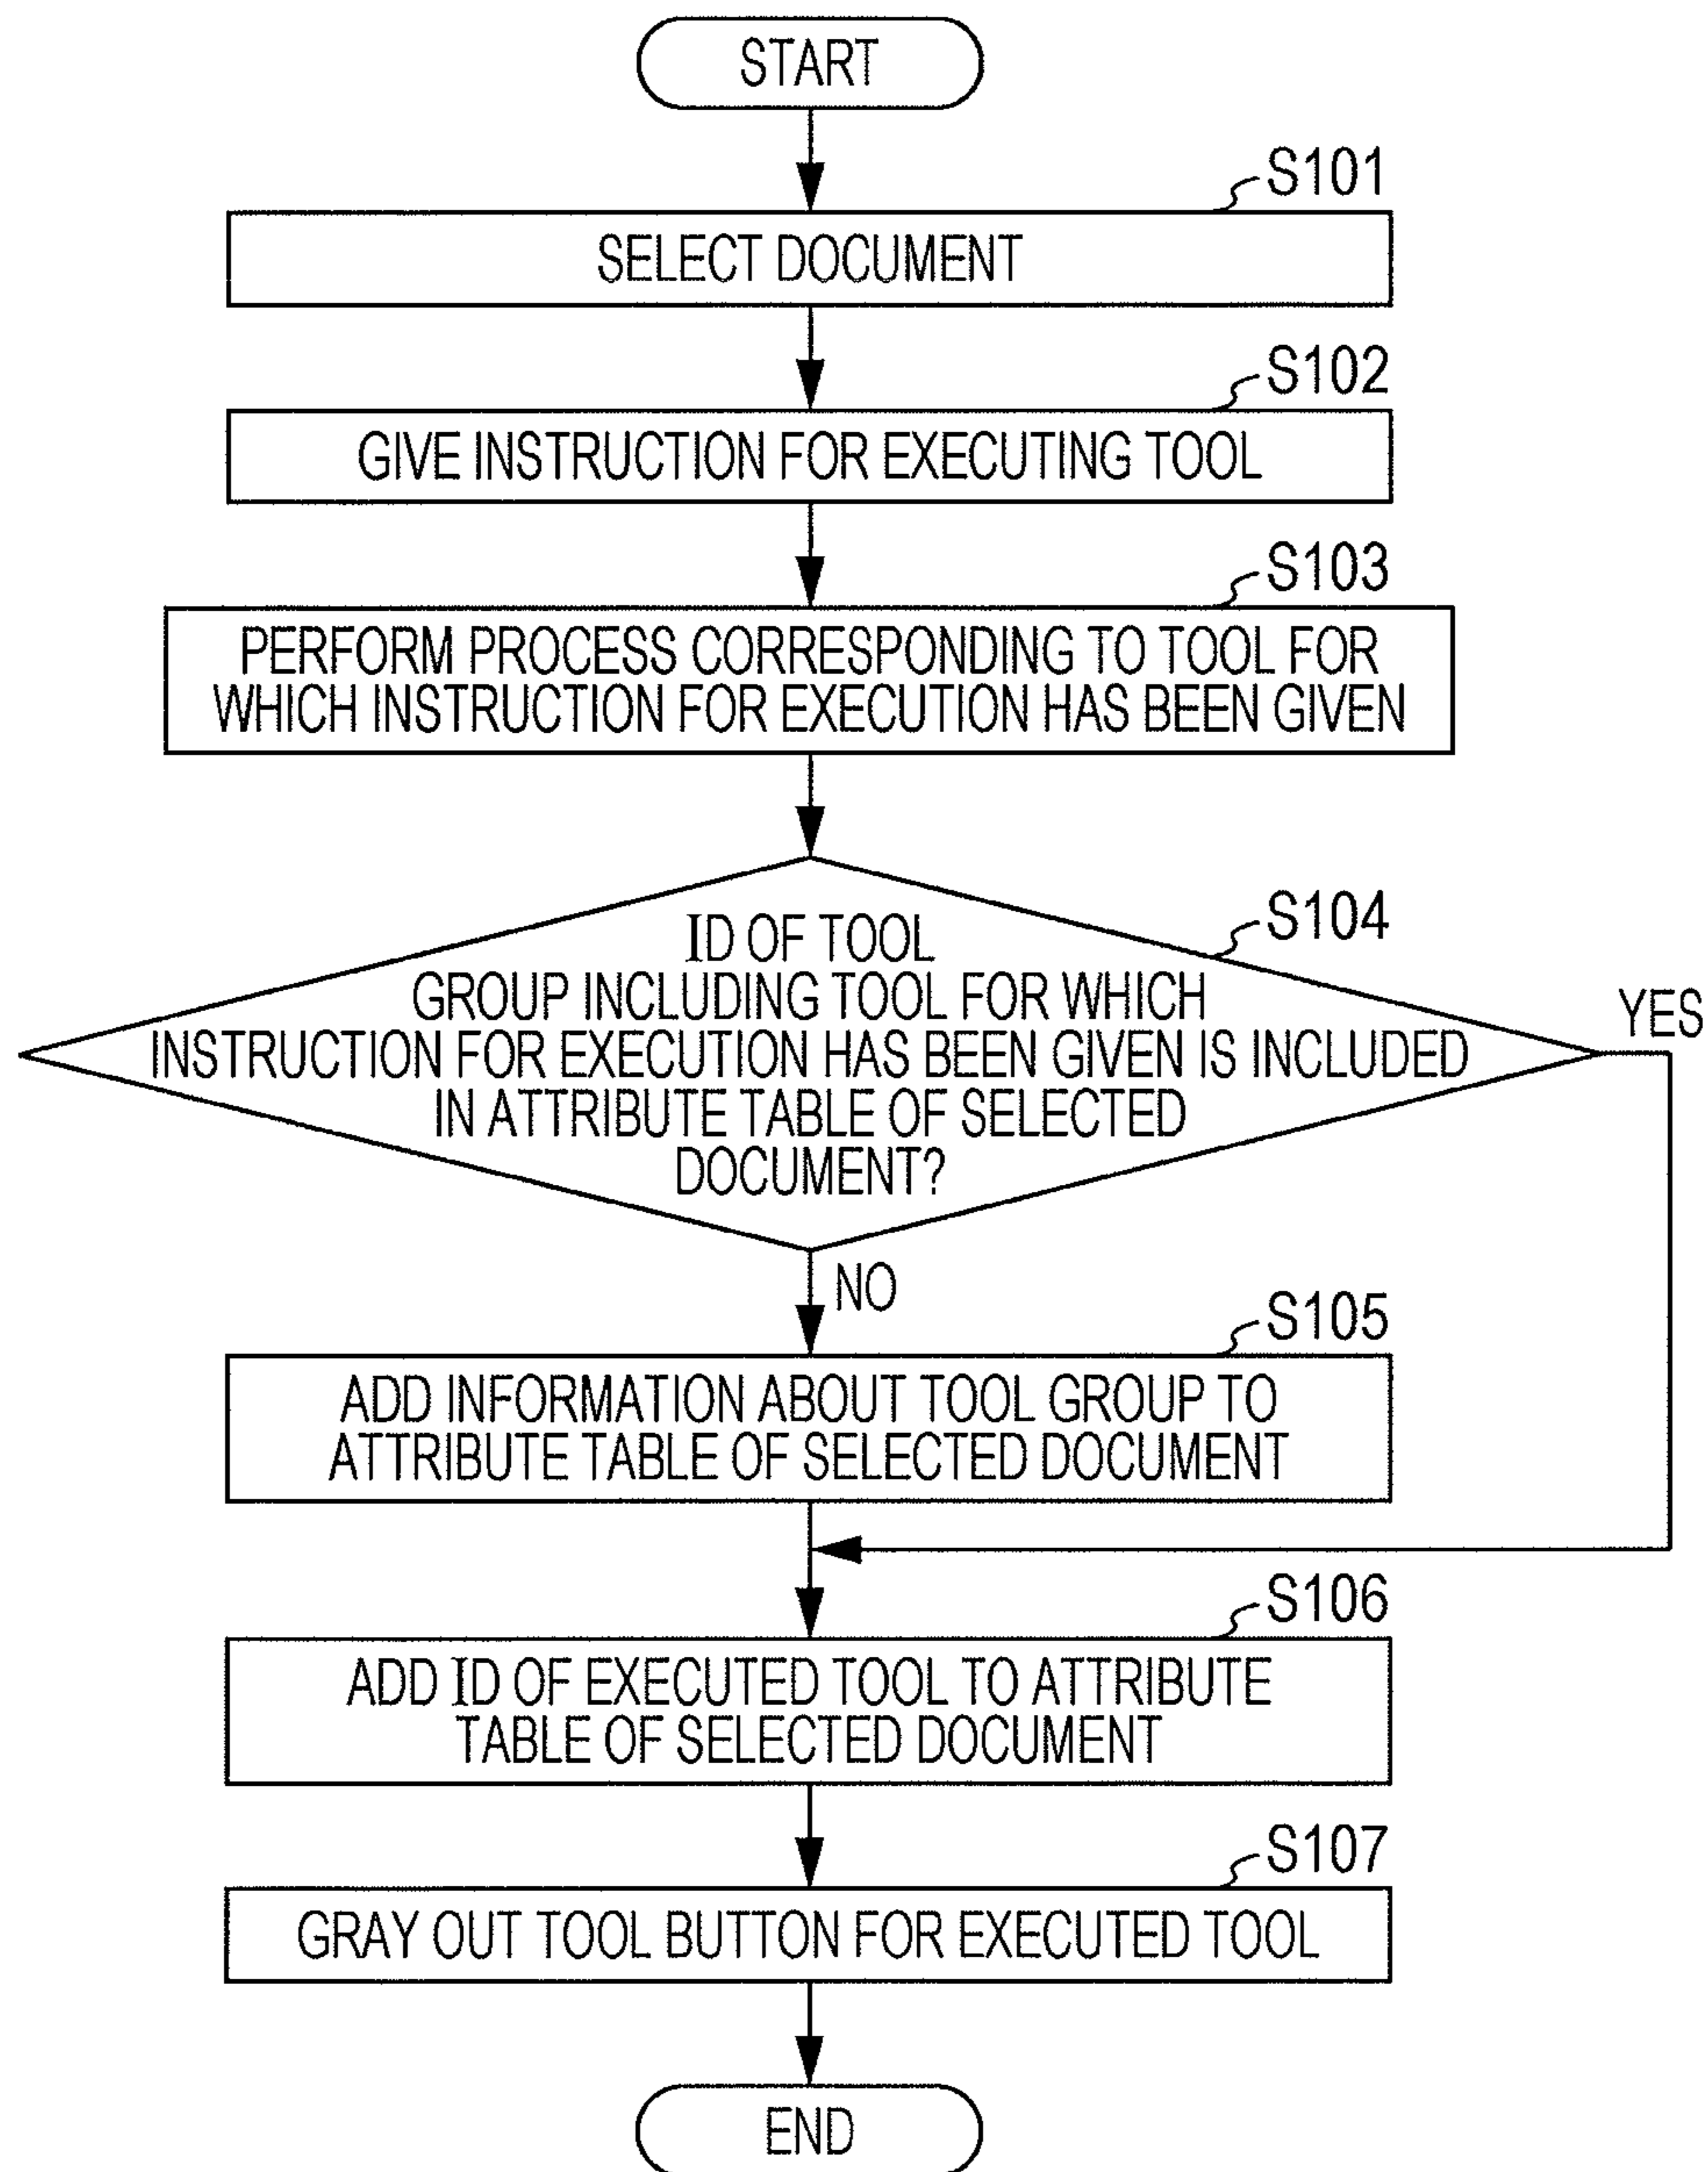 START
S101
SELECT DOCUMENT
S102
GIVE INSTRUCTION FOR EXECUTING TOOL
S103
PERFORM PROCESS CORRESPONDING TO TOOL FOR
WHICH INSTRUCTION FOR EXECUTION HAS BEEN GIVEN
S104
ID OF TOOL
GROUP INCLUDING TOOL FOR WHICH
INSTRUCTION FOR EXECUTION HAS BEEN GIVEN IS INCLUDED
IN ATTRIBUTE TABLE OF SELECTED
DOCUMENT?
YES
NO
S105
ADD INFORMATION ABOUT TOOL GROUP TO
ATTRIBUTE TABLE OF SELECTED DOCUMENT
S106
ADD ID OF EXECUTED TOOL TO ATTRIBUTE
TABLE OF SELECTED DOCUMENT
S107
GRAY OUT TOOL BUTTON FOR EXECUTED TOOL
END